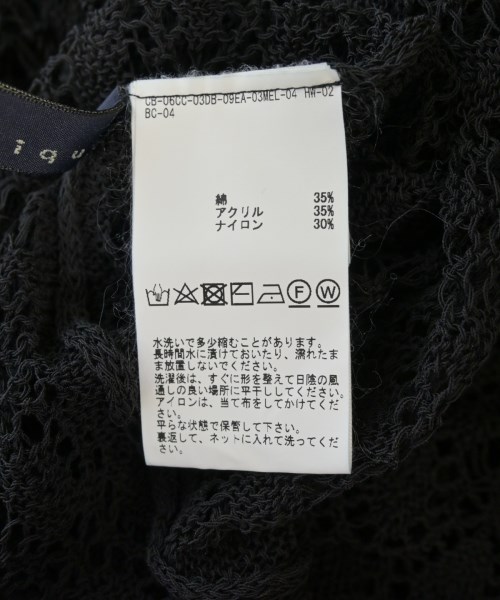 CB-06CC-03DB-09EA-03MEL-04 HW-02
BC-04
綿 35%
アクリル 35%
ナイロン 30%
F W
水洗いで多少縮むことがあります。
長時間水に漬けておいたり、濡れたま
ま放置しないでください。
洗濯後は、すぐに形を整えて日陰の風
通しの良い場所に平干ししてください。
アイロンは、当て布をしてかけてくだ
さい。
平らな状態で保管して下さい。
裏返して、ネットに入れて洗ってくだ
さい。